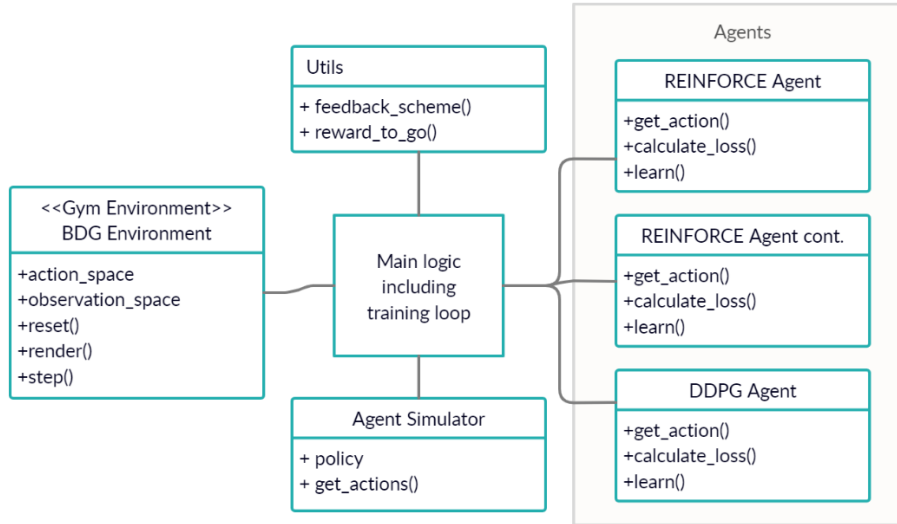 Utils
+ feedback_scheme()
+ reward_to_go()
<<Gym Environment>>
BDG Environment
+action_space
+observation_space
+reset()
+render()
+step()
Main logic
including
training loop
Agent Simulator
+ policy
+ get_actions()
Agents
REINFORCE Agent
+get_action()
+calculate_loss()
+learn()
REINFORCE Agent cont.
+get_action()
+calculate_loss()
+learn()
DDPG Agent
+get_action()
+calculate_loss()
+learn()